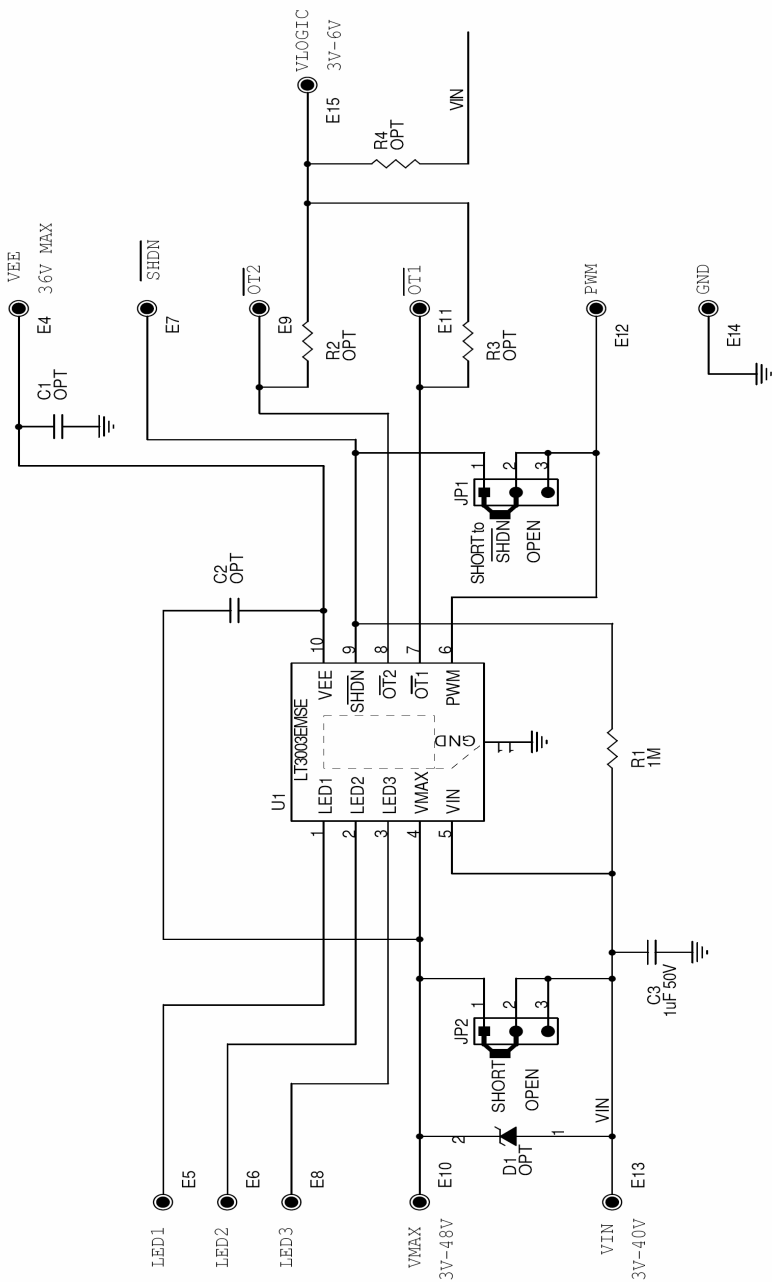 LED1
E5
LED2
E6
LED3
E8
VMAX
3V-48V
E10
VIN
3V-40V
E13
2
D1
OPT
1
VIN
JP2
SHORT
OPEN
1
2
3
C3
1uF 50V
U1
LT3003EMSE
1
LED1
2
LED2
3
LED3
4
VMAX
5
VIN
10
VEE
9
SHDN
8
OT2
7
OT1
6
PWM
GND
11
C2
OPT
R1
1M
JP1
SHORT to
SHDN
OPEN
1
2
3
C1
OPT
VEE
36V MAX
E4
SHDN
E7
OT2
E9
R2
OPT
OT1
E11
R3
OPT
PWM
E12
GND
E14
VLOGIC
3V-6V
E15
R4
OPT
VIN